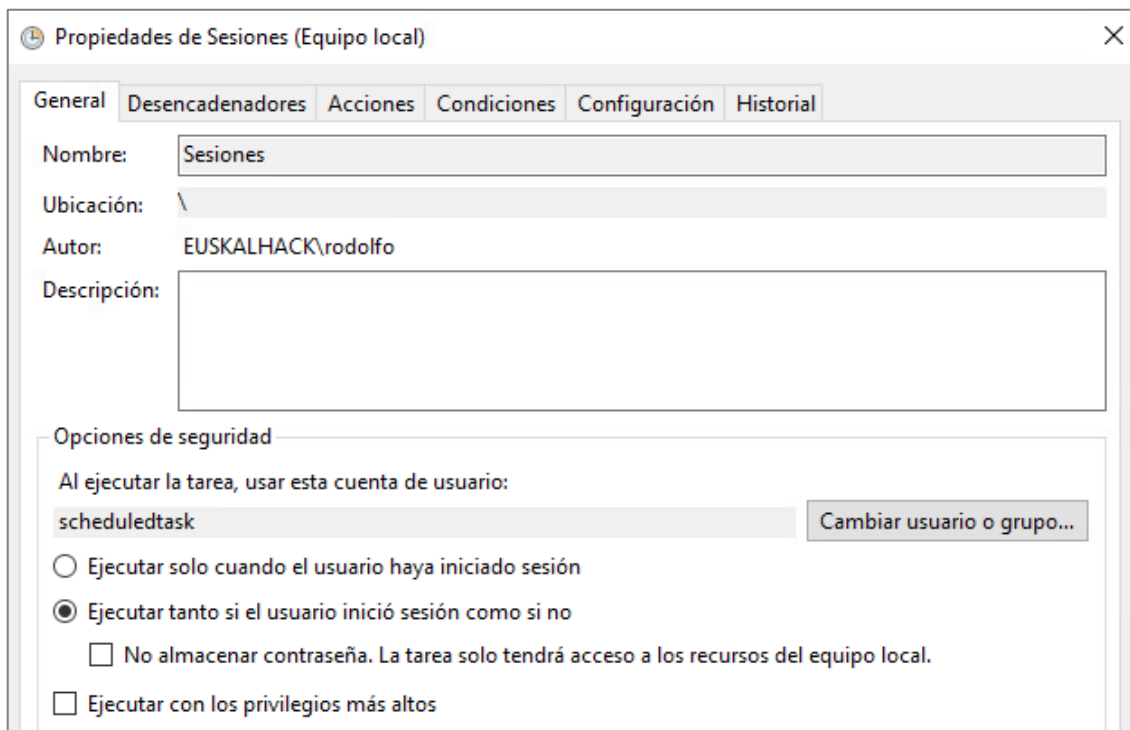 Propiedades de Sesiones (Equipo local)
General Desencadenadores Acciones Condiciones Configuración Historial
Nombre: Sesiones
Ubicación: \
Autor: EUSKALHACK\rodolfo
Descripción:
Opciones de seguridad
Al ejecutar la tarea, usar esta cuenta de usuario:
scheduledtask Cambiar usuario o grupo...
Ejecutar solo cuando el usuario haya iniciado sesión
Ejecutar tanto si el usuario inició sesión como si no
No almacenar contraseña. La tarea solo tendrá acceso a los recursos del equipo local.
Ejecutar con los privilegios más altos